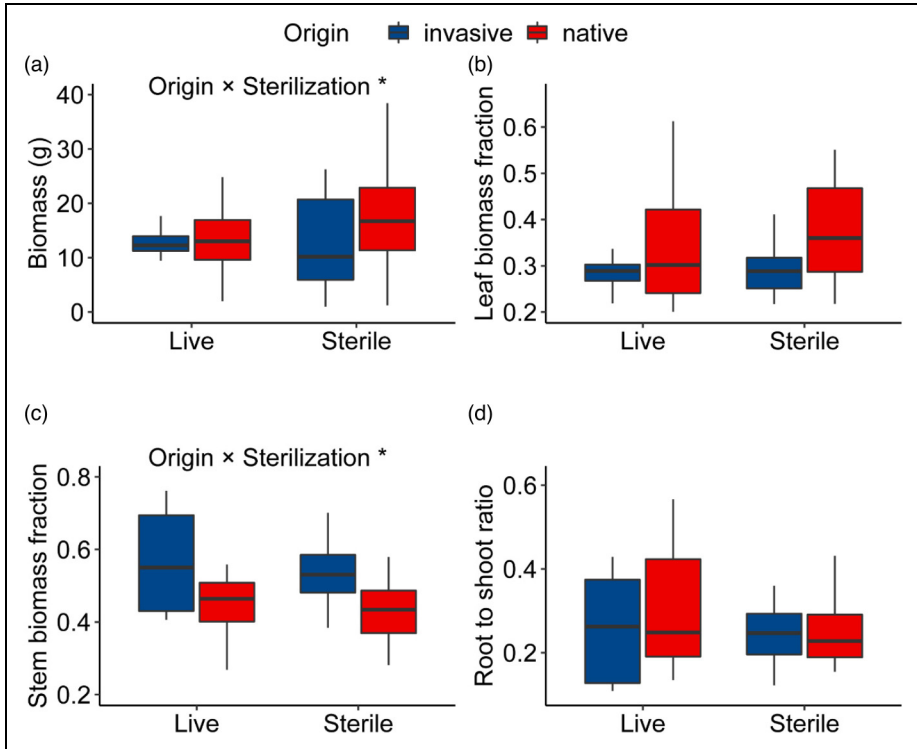 Origin invasive native
(a)
Origin × Sterilization *
Biomass (g)
40
30
20
10
0
Live Sterile
(b)
Leaf biomass fraction
0.6
0.5
0.4
0.3
0.2
Live Sterile
(c)
Origin × Sterilization *
Stem biomass fraction
0.8
0.6
0.4
0.2
Live Sterile
(d)
Root to shoot ratio
0.6
0.4
0.2
Live Sterile